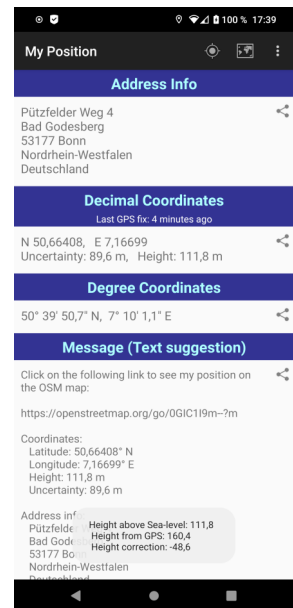 100 % 17:39
My Position
Address Info
Pützfelder Weg 4
Bad Godesberg
53177 Bonn
Nordrhein-Westfalen
Deutschland
Decimal Coordinates
Last GPS fix: 4 minutes ago
N 50,66408, E 7,16699
Uncertainty: 89,6 m, Height: 111,8 m
Degree Coordinates
50° 39' 50,7" N, 7° 10' 1,1" E
Message (Text suggestion)
Click on the following link to see my position on
the OSM map:
https://openstreetmap.org/go/0GIC1I9m--?m
Coordinates:
Latitude: 50,66408° N
Longitude: 7,16699° E
Height: 111,8 m
Uncertainty: 89,6 m
Address info
Pützfelder
Bad Gode
53177 Bo
Nordrhein-Westfalen
Deutschland
Height above Sea-level: 111,8
Height from GPS: 160,4
Height correction: -48,6